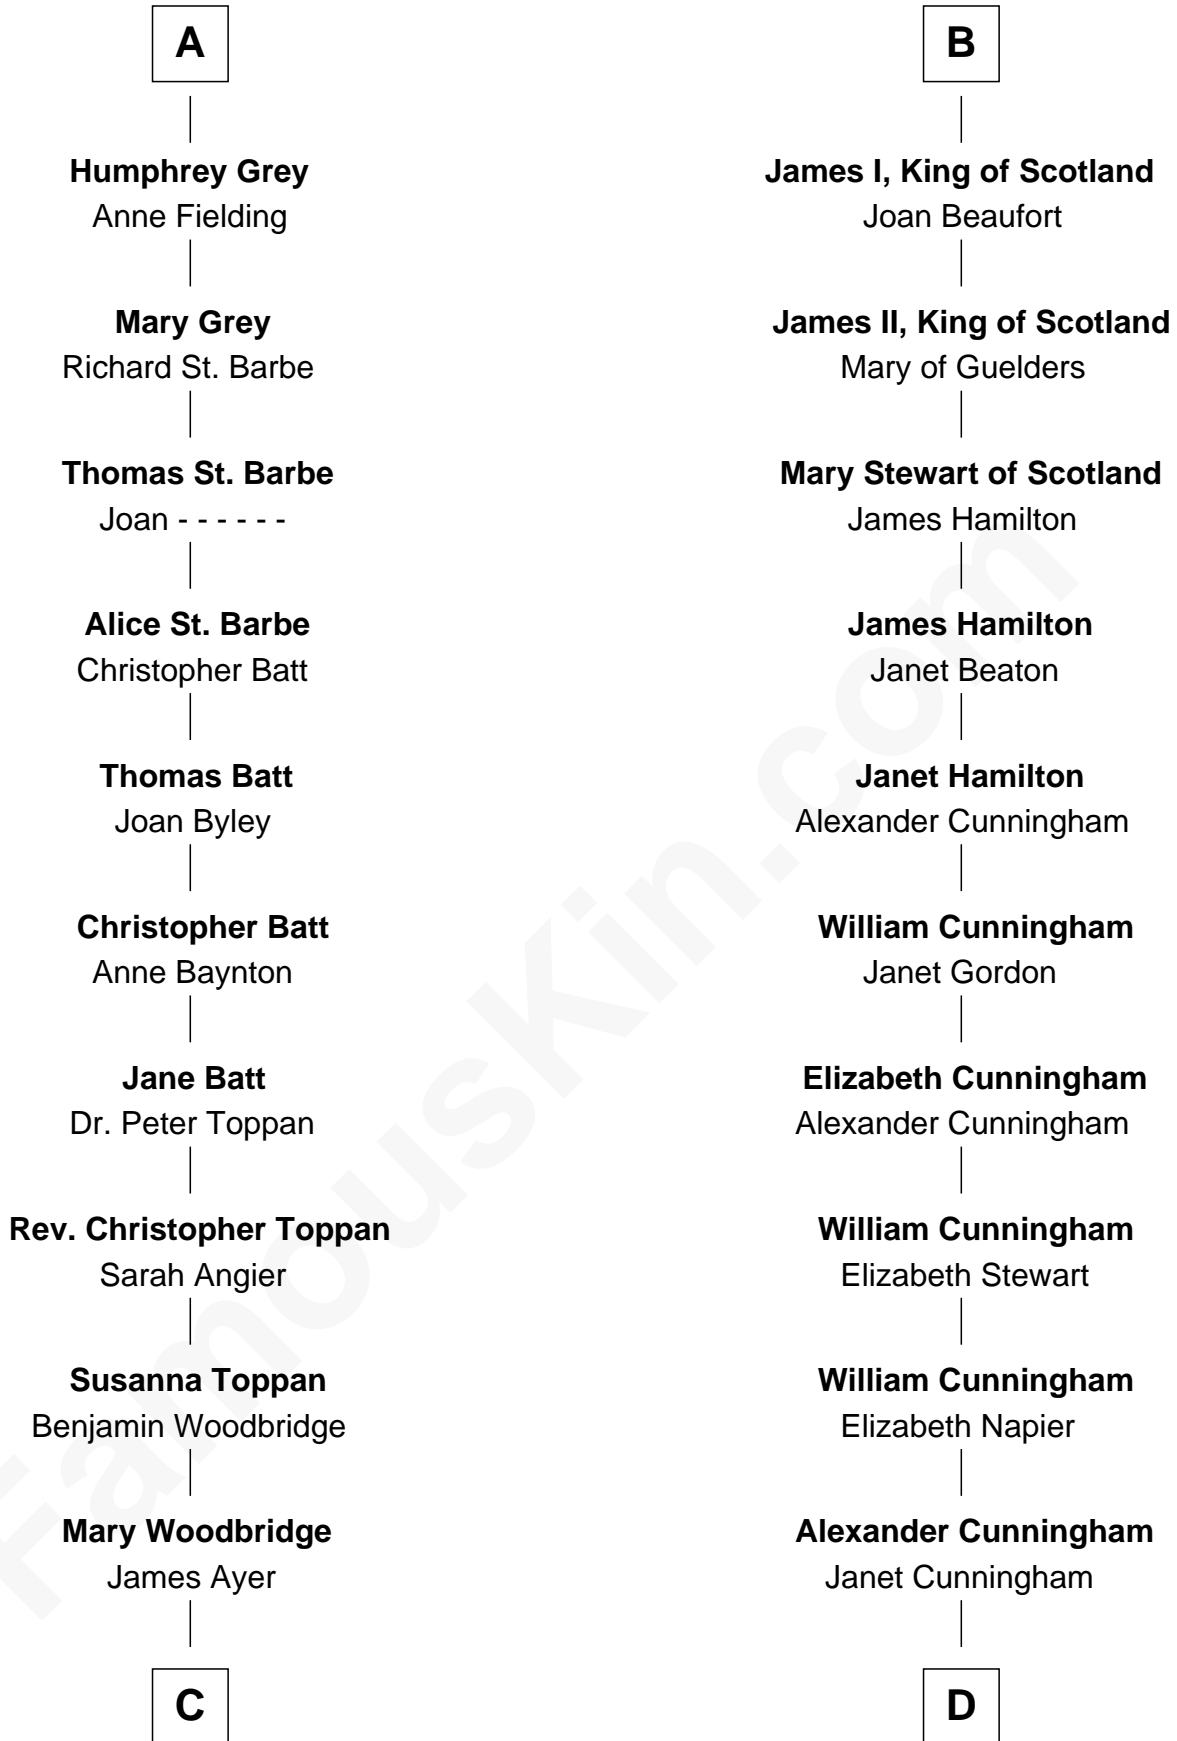 A
Humphrey Grey
Anne Fielding
Mary Grey
Richard St. Barbe
Thomas St. Barbe
Joan - - - - - -
Alice St. Barbe
Christopher Batt
Thomas Batt
Joan Byley
Christopher Batt
Anne Baynton
Jane Batt
Dr. Peter Toppan
Rev. Christopher Toppan
Sarah Angier
Susanna Toppan
Benjamin Woodbridge
Mary Woodbridge
James Ayer
C
B
James I, King of Scotland
Joan Beaufort
James II, King of Scotland
Mary of Guelders
Mary Stewart of Scotland
James Hamilton
James Hamilton
Janet Beaton
Janet Hamilton
Alexander Cunningham
William Cunningham
Janet Gordon
Elizabeth Cunningham
Alexander Cunningham
William Cunningham
Elizabeth Stewart
William Cunningham
Elizabeth Napier
Alexander Cunningham
Janet Cunningham
D
FamousKin.com